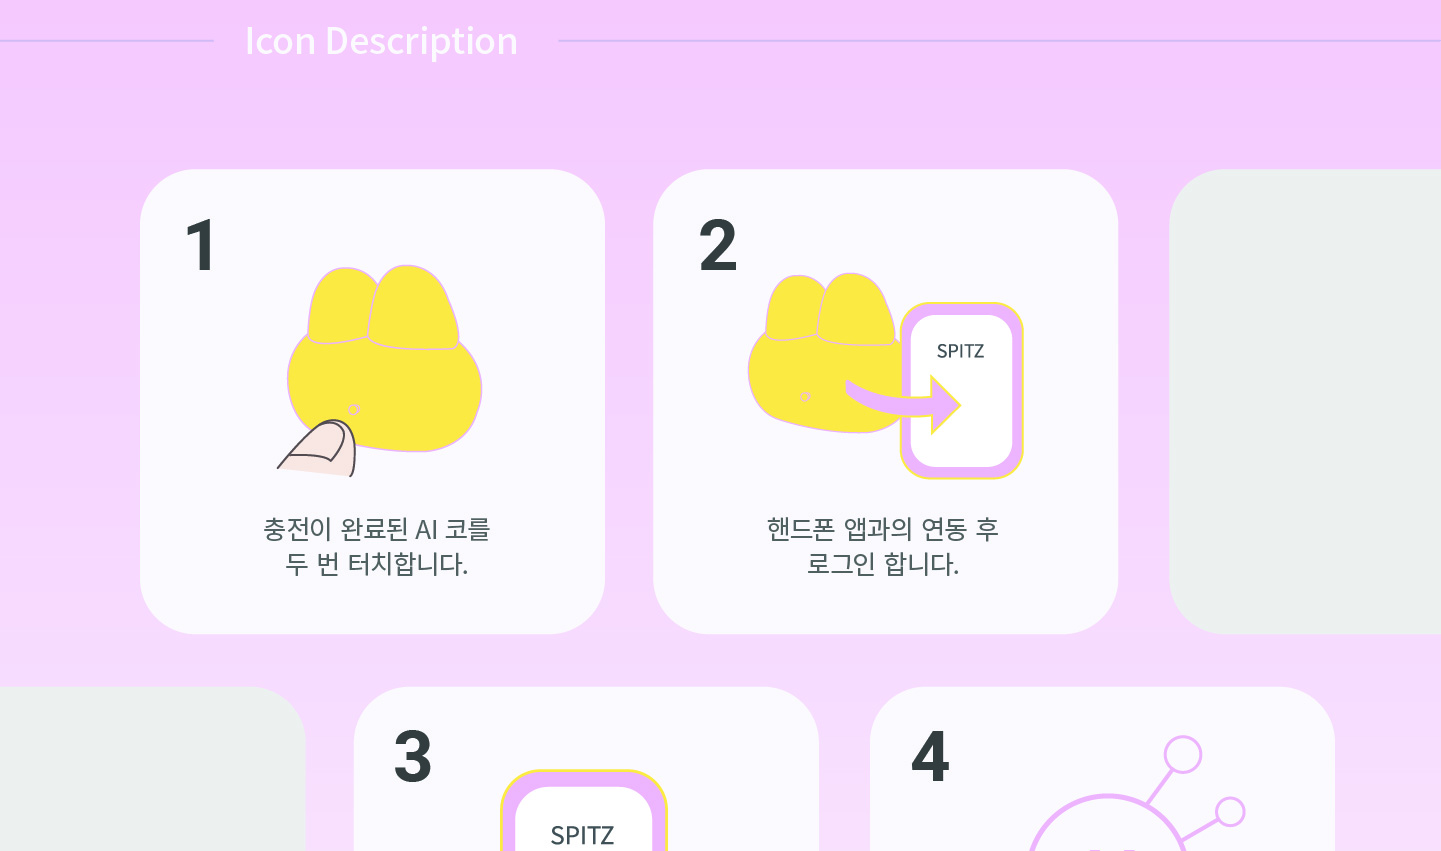 Icon Description
1
충전이 완료된 AI 코를
두 번 터치합니다.
2
SPITZ
핸드폰 앱과의 연동 후
로그인 합니다.
3
SPITZ
4